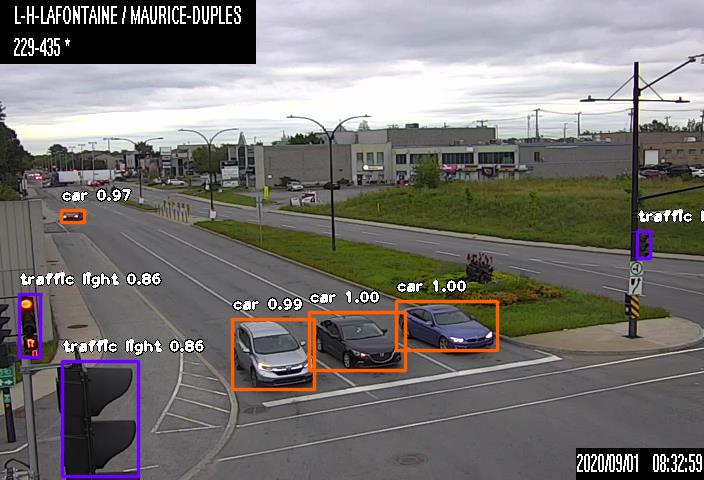 L-H-LAFONTAINE / MAURICE-DUPLES
229-435 *
car 0.97
traffic l
traffic light 0.86
car 0.99
car 1.00
car 1.00
traffic light 0.86
2020/09/01 08:32:59